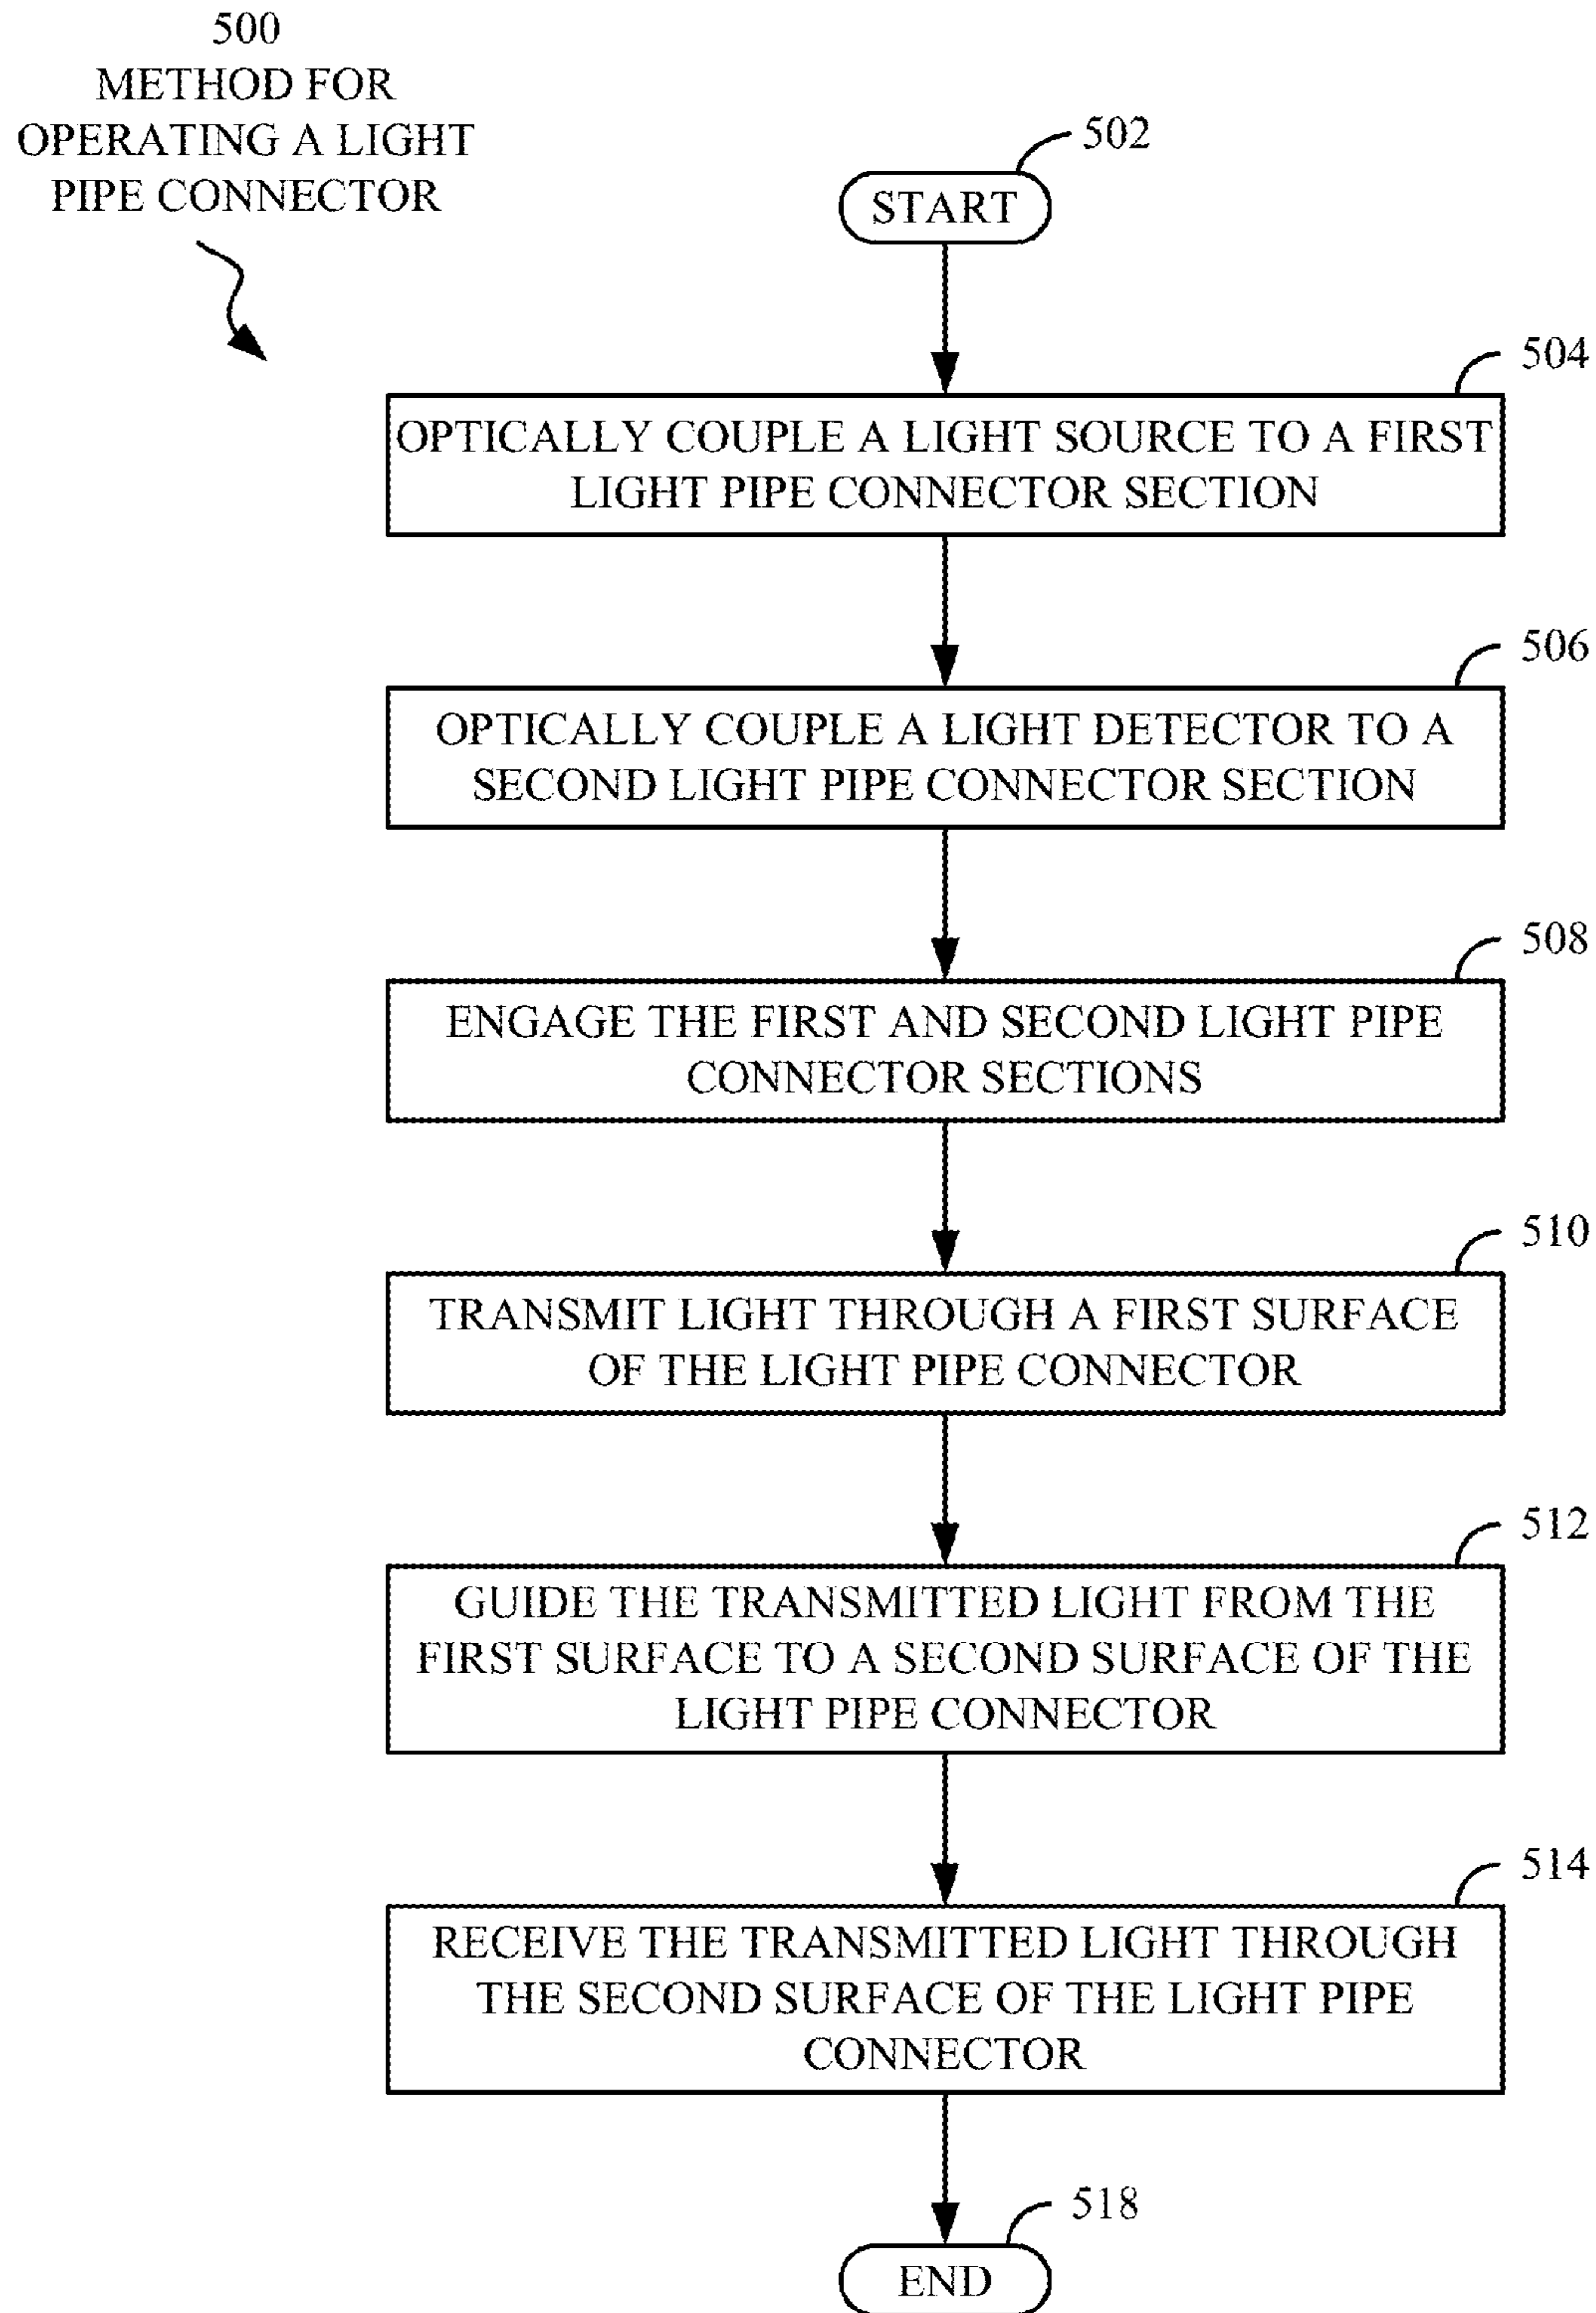 500
METHOD FOR
OPERATING A LIGHT
PIPE CONNECTOR
502
START
504
OPTICALLY COUPLE A LIGHT SOURCE TO A FIRST
LIGHT PIPE CONNECTOR SECTION
506
OPTICALLY COUPLE A LIGHT DETECTOR TO A
SECOND LIGHT PIPE CONNECTOR SECTION
508
ENGAGE THE FIRST AND SECOND LIGHT PIPE
CONNECTOR SECTIONS
510
TRANSMIT LIGHT THROUGH A FIRST SURFACE
OF THE LIGHT PIPE CONNECTOR
512
GUIDE THE TRANSMITTED LIGHT FROM THE
FIRST SURFACE TO A SECOND SURFACE OF THE
LIGHT PIPE CONNECTOR
514
RECEIVE THE TRANSMITTED LIGHT THROUGH
THE SECOND SURFACE OF THE LIGHT PIPE
CONNECTOR
518
END